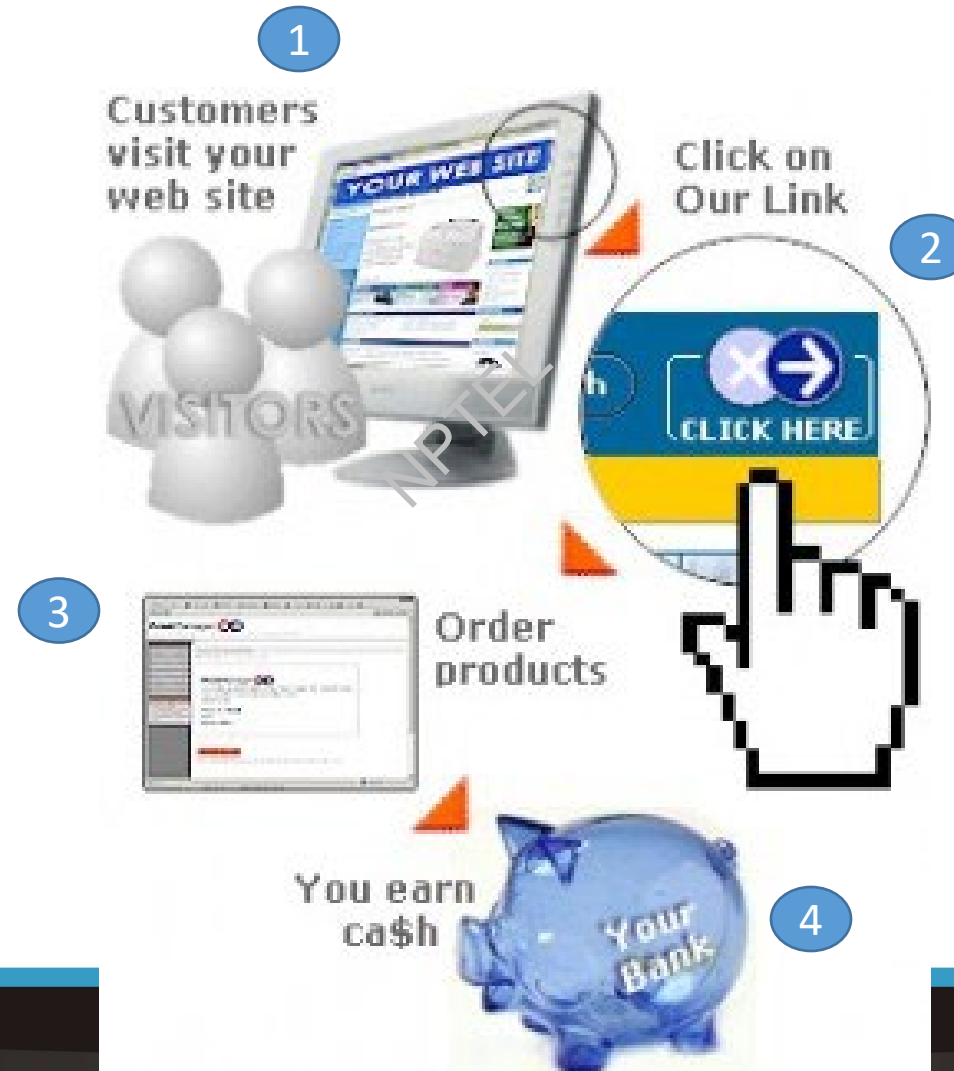 1
Customers
visit your
web site
YOUR WEB SITE
VISITORS
NPTEL
Click on
Our Link
2
h
CLICK HERE
3
Order
products
You earn
ca$h
Your
Bank
4